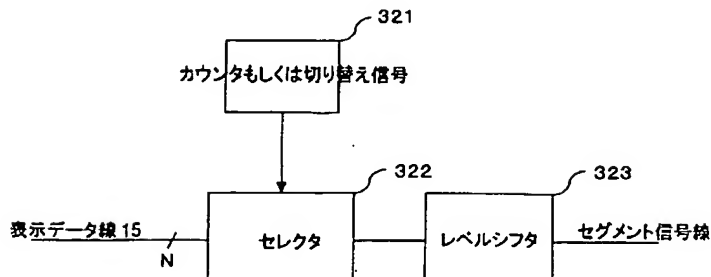 321
カウンタもしくは切り替え信号
322
323
表示データ線 15
N
セレクタ
レベルシフタ
セグメント信号線